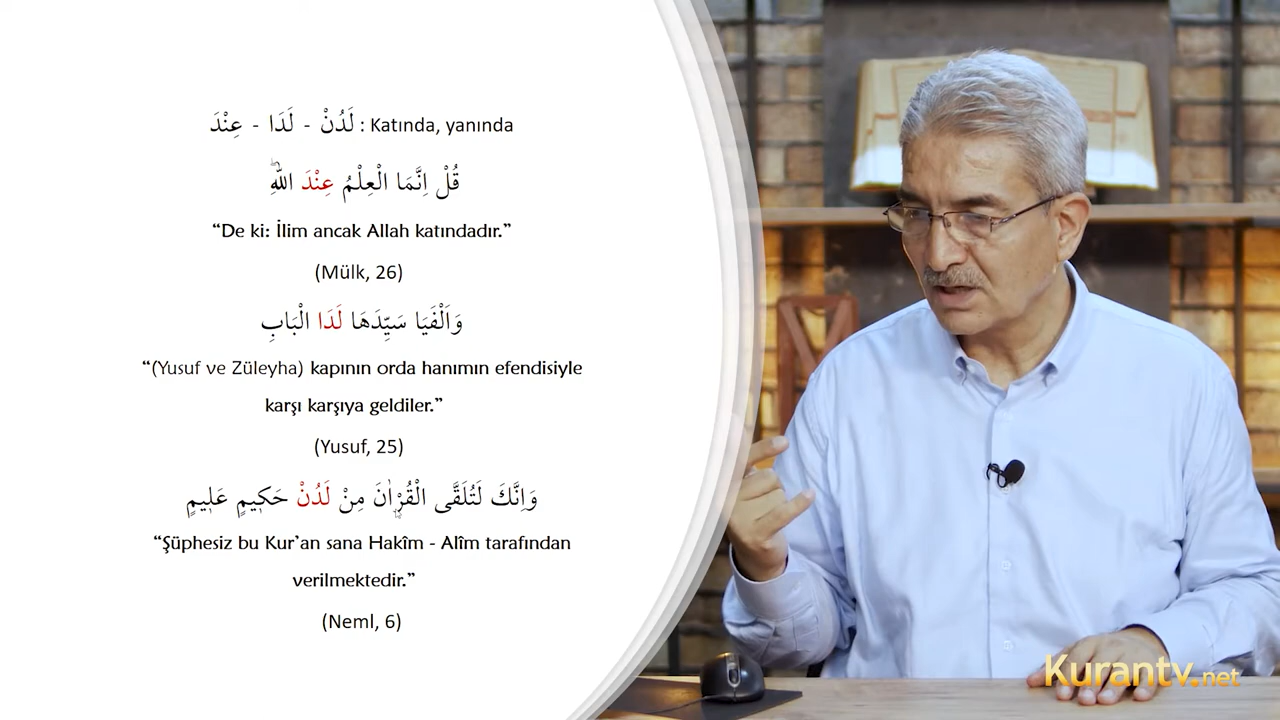 لَدُنْ - لَدَا - عِنْدَ : Katında, yanında
قُلْ اِنَّمَا الْعِلْمُ عِنْدَ اللّٰهِۖ
“De ki: İlim ancak Allah katındadır.”
(Mülk, 26)
وَاَلْفَيَا سَيِّدَهَا لَدَا الْبَابِ
“(Yusuf ve Züleyha) kapının orda hanımın efendisiyle
karşı karşıya geldiler.”
(Yusuf, 25)
وَاِنَّكَ لَتُلَقَّى الْقُرْاٰنَ مِنْ لَدُنْ حَكٖيمٍ عَلٖيمٍ
“Şüphesiz bu Kur’an sana Hakîm - Alîm tarafından
verilmektedir.”
(Neml, 6)
Kurantv.net